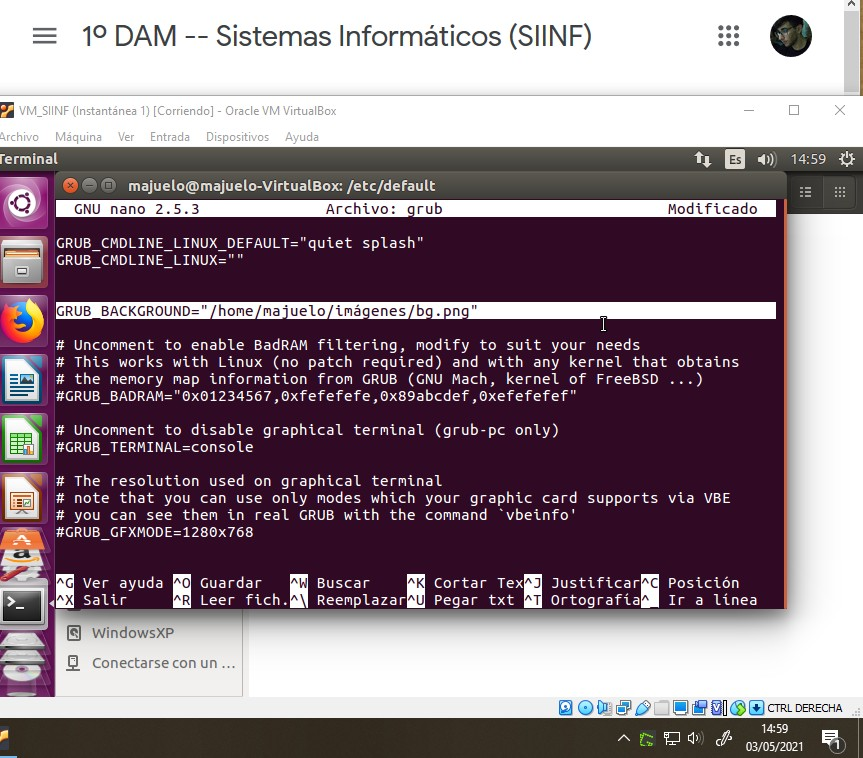 1º DAM -- Sistemas Informáticos (SIINF)
VM_SIINF (Instantánea 1) [Corriendo] - Oracle VM VirtualBox
Archivo Máquina Ver Entrada Dispositivos Ayuda
Terminal Es 14:59
majuelo@majuelo-VirtualBox: /etc/default
GNU nano 2.5.3 Archivo: grub Modificado
GRUB_CMDLINE_LINUX_DEFAULT="quiet splash"
GRUB_CMDLINE_LINUX=""
GRUB_BACKGROUND="/home/majuelo/imágenes/bg.png"
# Uncomment to enable BadRAM filtering, modify to suit your needs
# This works with Linux (no patch required) and with any kernel that obtains
# the memory map information from GRUB (GNU Mach, kernel of FreeBSD ...)
#GRUB_BADRAM="0x01234567,0xfefefefe,0x89abcdef,0xefefefef"
# Uncomment to disable graphical terminal (grub-pc only)
#GRUB_TERMINAL=console
# The resolution used on graphical terminal
# note that you can use only modes which your graphic card supports via VBE
# you can see them in real GRUB with the command `vbeinfo'
#GRUB_GFXMODE=1280x768
^G Ver ayuda ^O Guardar ^W Buscar ^K Cortar Tex^J Justificar^C Posición
^X Salir ^R Leer fich.^\ Reemplazar^U Pegar txt ^T Ortografía^_ Ir a línea
WindowsXP
Conectarse con un ...
CTRL DERECHA
14:59
03/05/2021
1